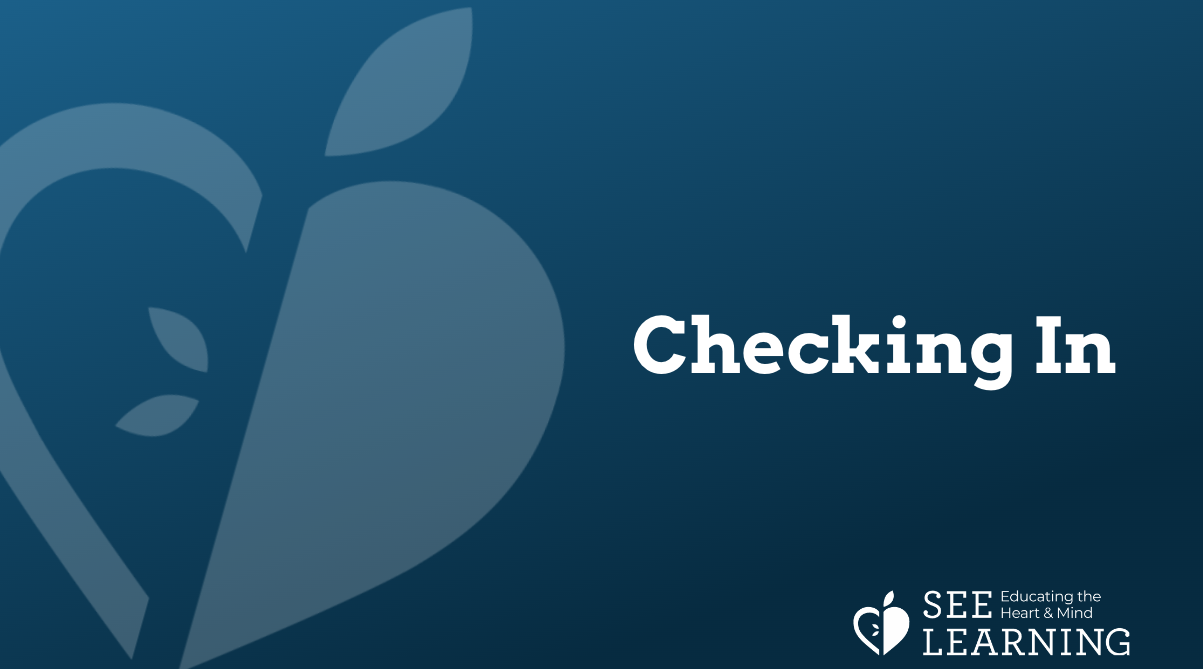 Checking In
SEE Educating the
Heart & Mind
LEARNING